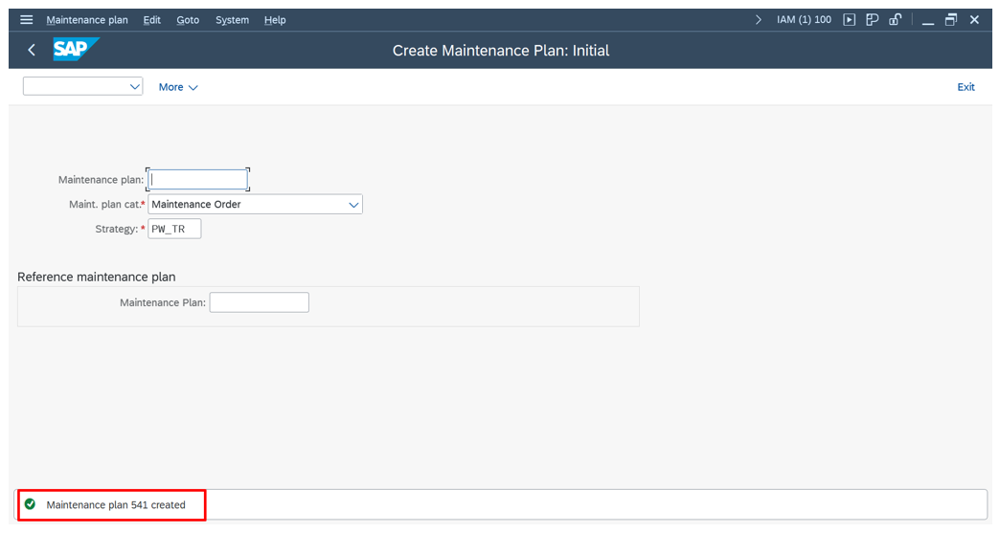 Maintenance plan Edit Goto System Help IAM (1) 100
SAP Create Maintenance Plan: Initial
More Exit
Maintenance plan:
Maint. plan cat.* Maintenance Order
Strategy: * PW_TR
Reference maintenance plan
Maintenance Plan:
Maintenance plan 541 created